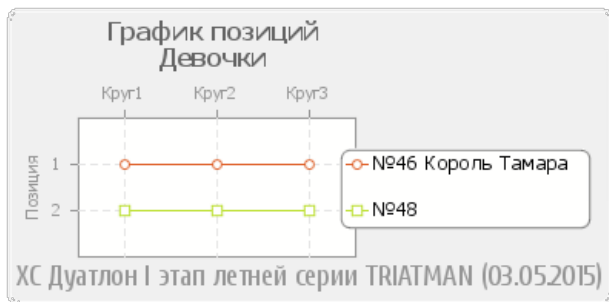 График позиций
Девочки
Круг1 Круг2 Круг3
Позиция
1
2
№46 Король Тамара
№48
ХС Дуатлон I этап летней серии TRIATMAN (03.05.2015)